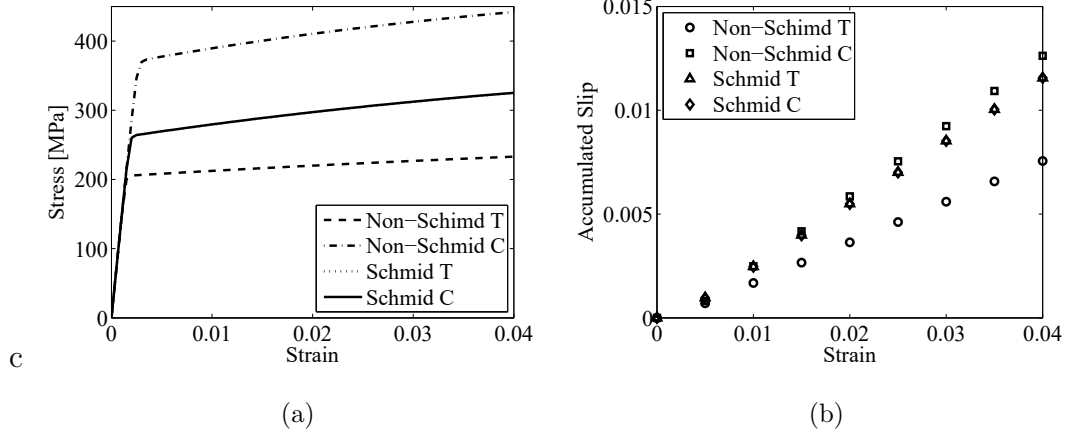 400
300
200
100
0
Stress [MPa]
0
0.01
0.02
0.03
0.04
Strain
Non−Schimd T
Non−Schmid C
Schmid T
Schmid C
c
(a)
0.015
0.01
0.005
0
Accumulated Slip
0
0.01
0.02
0.03
0.04
Strain
Non−Schimd T
Non−Schmid C
Schmid T
Schmid C
(b)